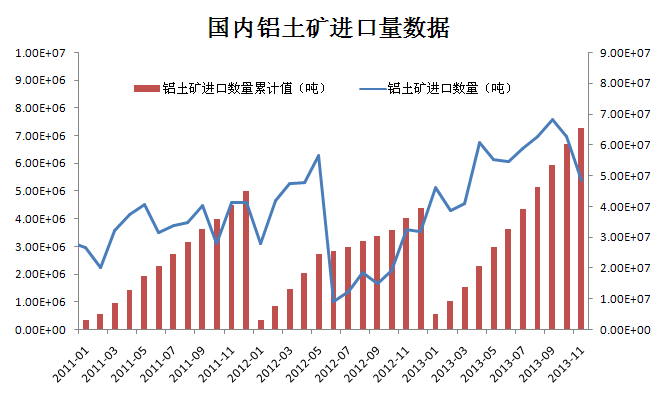 国内铝土矿进口量数据
铝土矿进口数量累计值（吨）
铝土矿进口数量（吨）
1.00E+07
9.00E+06
8.00E+06
7.00E+06
6.00E+06
5.00E+06
4.00E+06
3.00E+06
2.00E+06
1.00E+06
0.00E+00
9.00E+07
8.00E+07
7.00E+07
6.00E+07
5.00E+07
4.00E+07
3.00E+07
2.00E+07
1.00E+07
0.00E+00
2011-01
2011-03
2011-05
2011-07
2011-09
2011-11
2012-01
2012-03
2012-05
2012-07
2012-09
2012-11
2013-01
2013-03
2013-05
2013-07
2013-09
2013-11